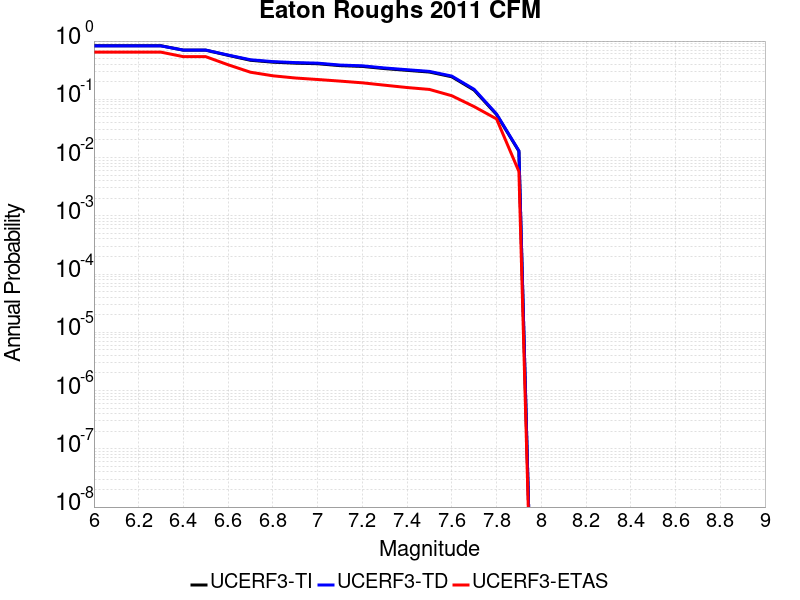 Eaton Roughs 2011 CFM
10^0
10^-1
10^-2
10^-3
10^-4
10^-5
10^-6
10^-7
10^-8
Annual Probability
6 6.2 6.4 6.6 6.8 7 7.2 7.4 7.6 7.8 8 8.2 8.4 8.6 8.8 9
Magnitude
UCERF3-TI UCERF3-TD UCERF3-ETAS